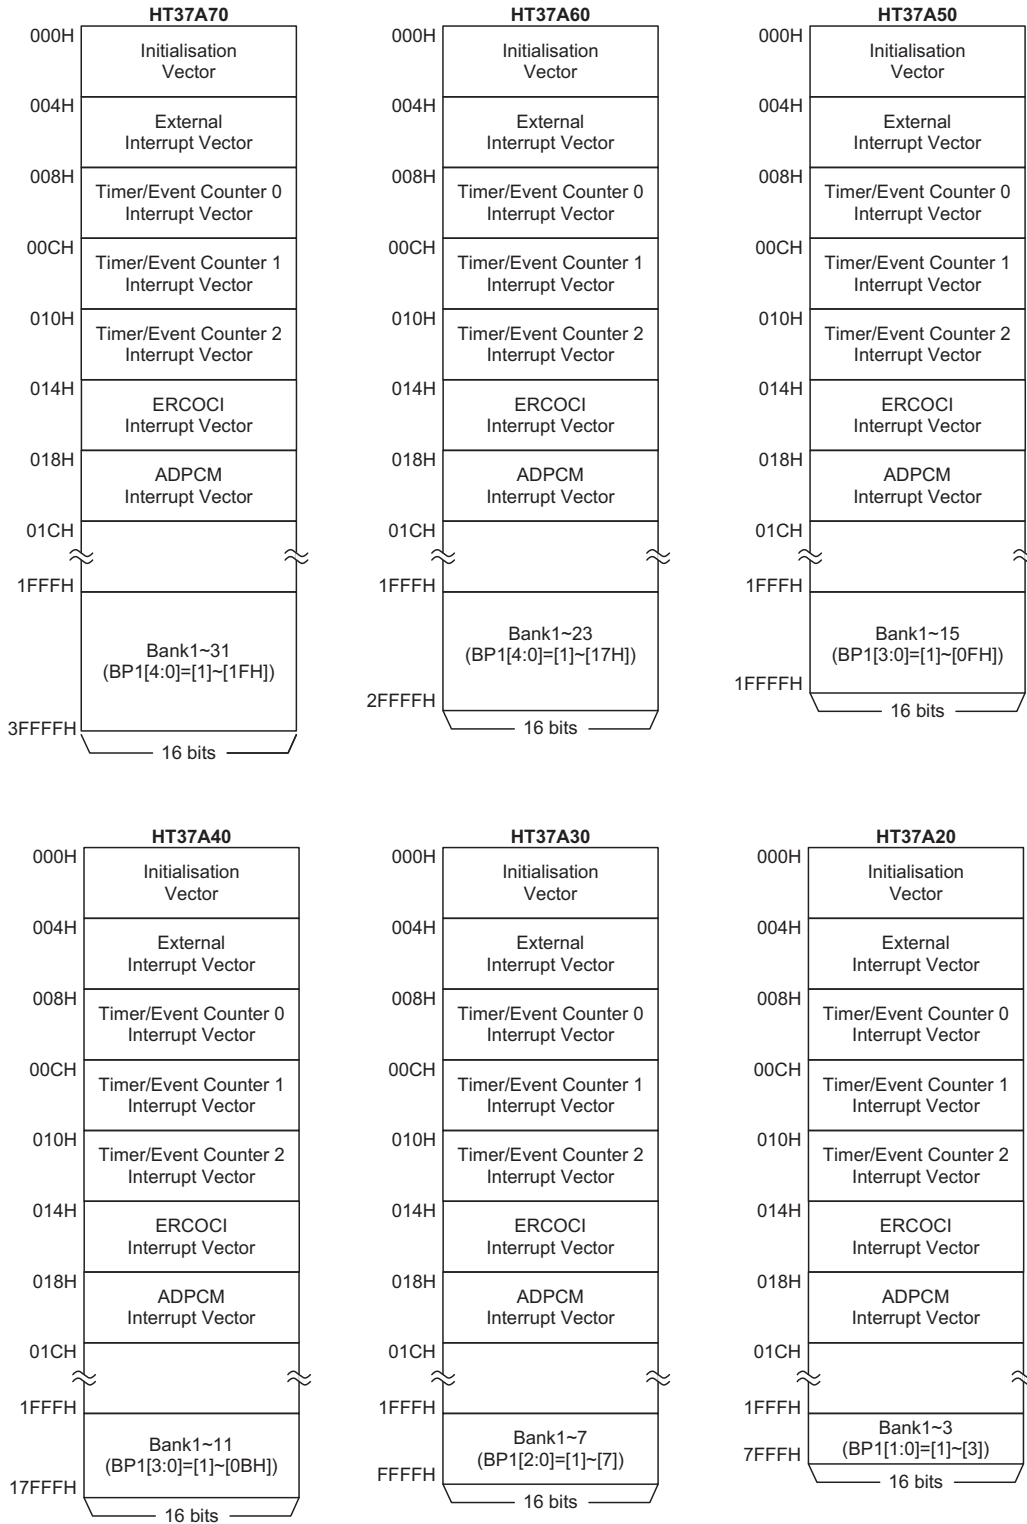 HT37A70
000H
Initialisation
Vector
004H
External
Interrupt Vector
008H
Timer/Event Counter 0
Interrupt Vector
00CH
Timer/Event Counter 1
Interrupt Vector
010H
Timer/Event Counter 2
Interrupt Vector
014H
ERCOCI
Interrupt Vector
018H
ADPCM
Interrupt Vector
01CH
1FFFH
Bank1~31
(BP1[4:0]=[1]~[1FH])
3FFFFH
16 bits
HT37A60
000H
Initialisation
Vector
004H
External
Interrupt Vector
008H
Timer/Event Counter 0
Interrupt Vector
00CH
Timer/Event Counter 1
Interrupt Vector
010H
Timer/Event Counter 2
Interrupt Vector
014H
ERCOCI
Interrupt Vector
018H
ADPCM
Interrupt Vector
01CH
1FFFH
Bank1~23
(BP1[4:0]=[1]~[17H])
2FFFFH
16 bits
HT37A50
000H
Initialisation
Vector
004H
External
Interrupt Vector
008H
Timer/Event Counter 0
Interrupt Vector
00CH
Timer/Event Counter 1
Interrupt Vector
010H
Timer/Event Counter 2
Interrupt Vector
014H
ERCOCI
Interrupt Vector
018H
ADPCM
Interrupt Vector
01CH
1FFFH
Bank1~15
(BP1[3:0]=[1]~[0FH])
1FFFFH
16 bits
HT37A40
000H
Initialisation
Vector
004H
External
Interrupt Vector
008H
Timer/Event Counter 0
Interrupt Vector
00CH
Timer/Event Counter 1
Interrupt Vector
010H
Timer/Event Counter 2
Interrupt Vector
014H
ERCOCI
Interrupt Vector
018H
ADPCM
Interrupt Vector
01CH
1FFFH
Bank1~11
(BP1[3:0]=[1]~[0BH])
17FFFH
16 bits
HT37A30
000H
Initialisation
Vector
004H
External
Interrupt Vector
008H
Timer/Event Counter 0
Interrupt Vector
00CH
Timer/Event Counter 1
Interrupt Vector
010H
Timer/Event Counter 2
Interrupt Vector
014H
ERCOCI
Interrupt Vector
018H
ADPCM
Interrupt Vector
01CH
1FFFH
Bank1~7
(BP1[2:0]=[1]~[7])
FFFFH
16 bits
HT37A20
000H
Initialisation
Vector
004H
External
Interrupt Vector
008H
Timer/Event Counter 0
Interrupt Vector
00CH
Timer/Event Counter 1
Interrupt Vector
010H
Timer/Event Counter 2
Interrupt Vector
014H
ERCOCI
Interrupt Vector
018H
ADPCM
Interrupt Vector
01CH
1FFFH
Bank1~3
(BP1[1:0]=[1]~[3])
7FFFH
16 bits